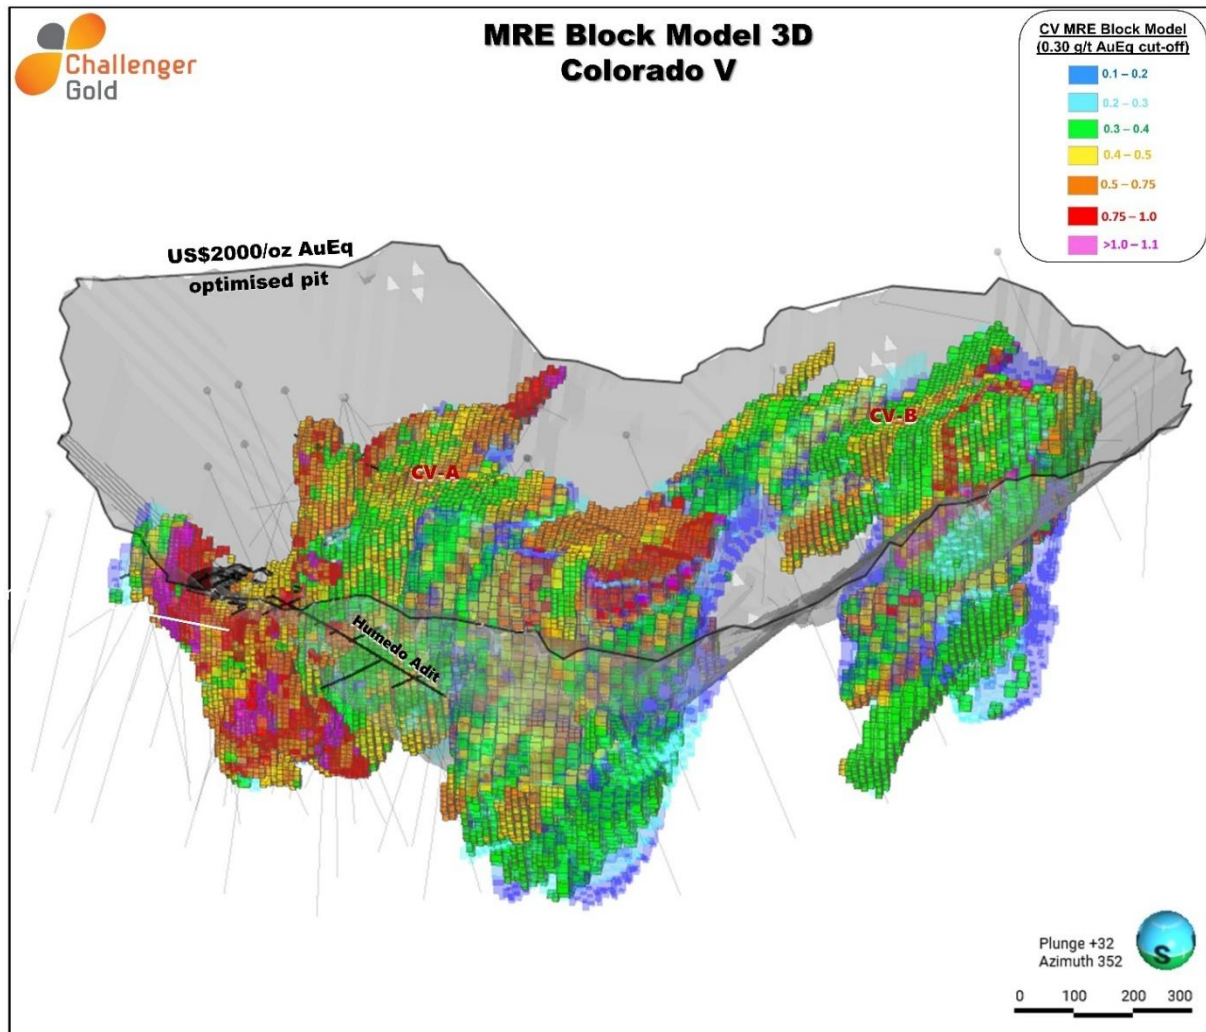 Challenger
Gold
MRE Block Model 3D
Colorado V
CV MRE Block Model
(0.30 g/t AuEq cut-off)
0.1 – 0.2
0.2 – 0.3
0.3 – 0.4
0.4 – 0.5
0.5 – 0.75
0.75 – 1.0
>1.0 – 1.1
US$2000/oz AuEq
optimised pit
CV-A
CV-B
Humedo Adit
Plunge +32
Azimuth 352
S
0 100 200 300